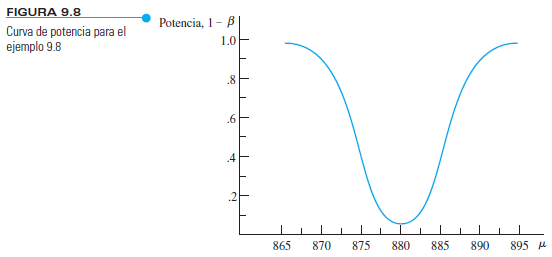 FIGURA 9.8
Curva de potencia para el
ejemplo 9.8
Potencia, 1 – β
1.0
.8
.6
.4
.2
865 870 875 880 885 890 895 μ